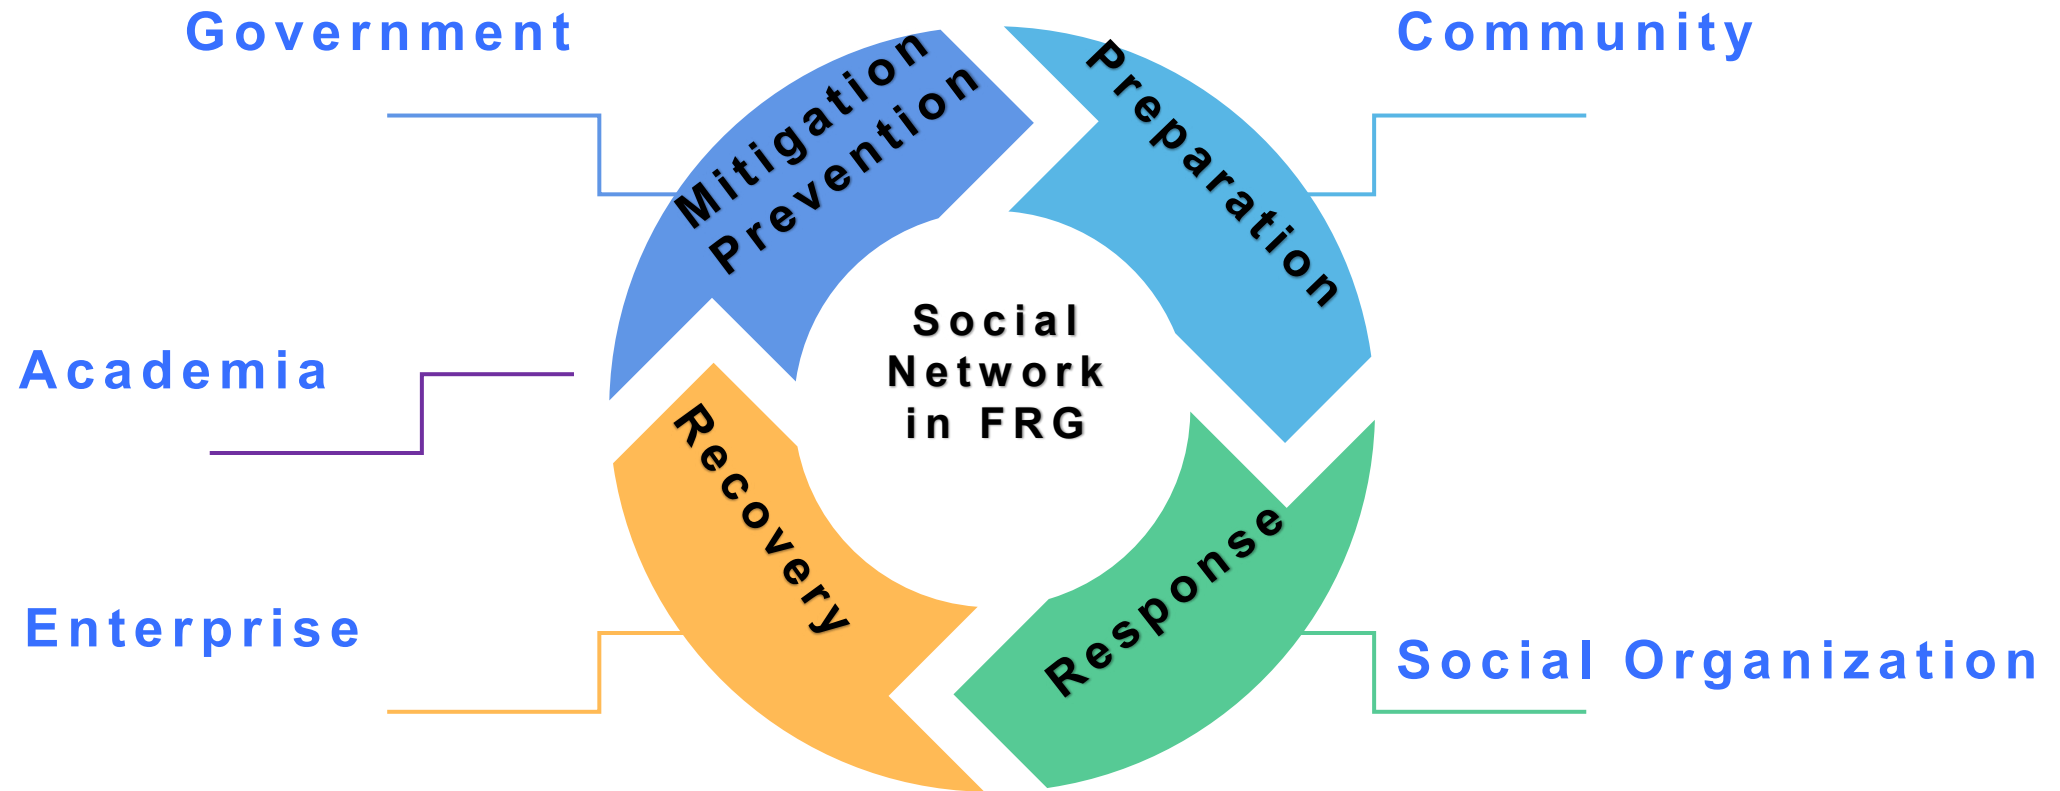 Government
Community
Mitigation
Prevention
Preparation
Social
Network
in FRG
Academia
Recovery
Response
Enterprise
Social Organization